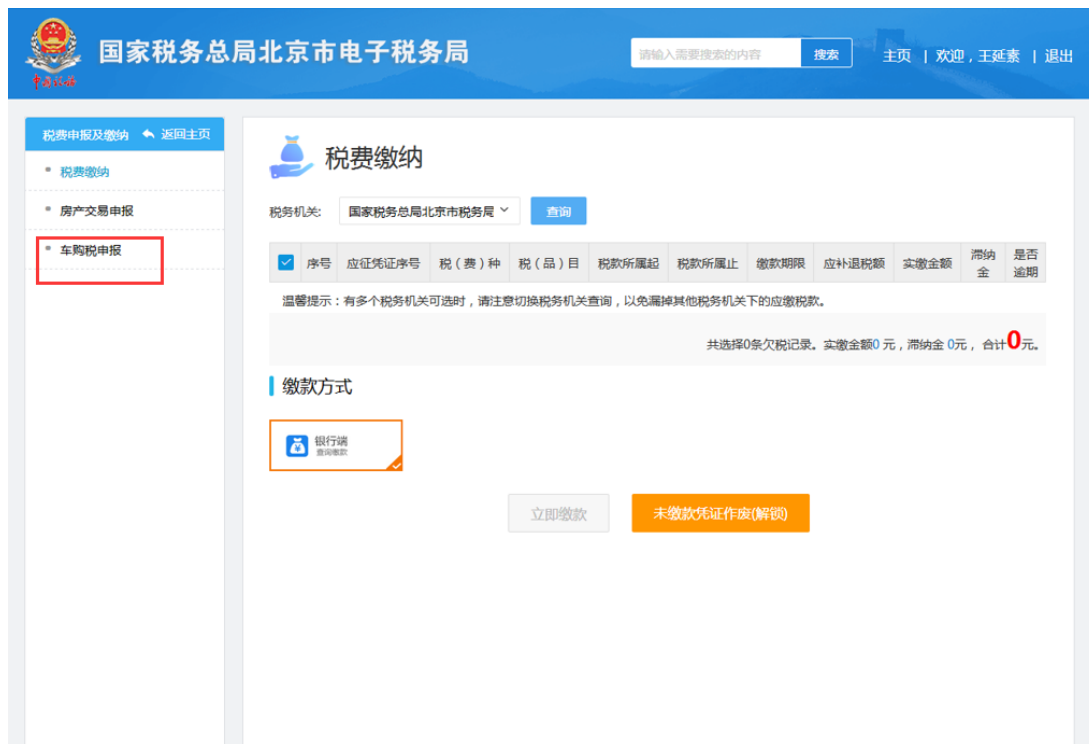 国家税务总局北京市电子税务局
请输入需要搜索的内容 搜索 主页 | 欢迎，王延素 | 退出
中国税务
税费申报及缴纳 返回主页
税费缴纳
房产交易申报
车购税申报
税费缴纳
税务机关: 国家税务总局北京市税务局 查询
序号 应征凭证序号 税（费）种 税（品）目 税款所属起 税款所属止 缴款期限 应补退税额 实缴金额 滞纳金 是否逾期
温馨提示：有多个税务机关可选时，请注意切换税务机关查询，以免漏掉其他税务机关下的应缴税款。
共选择0条欠税记录。实缴金额0 元，滞纳金 0元， 合计0元。
缴款方式
银行端
查询缴款
立即缴款 未缴款凭证作废(解锁)